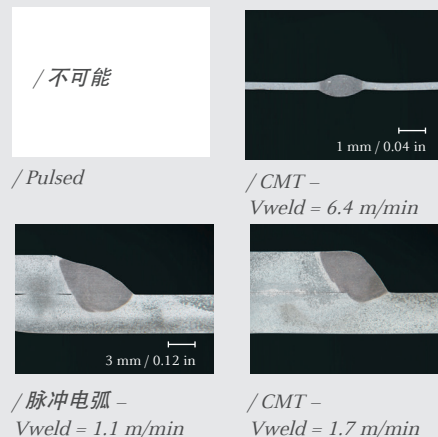 / 不可能
1 mm / 0.04 in
/ Pulsed
/ CMT –
Vweld = 6.4 m/min
3 mm / 0.12 in
/ 脉冲电弧 –
Vweld = 1.1 m/min
/ CMT –
Vweld = 1.7 m/min